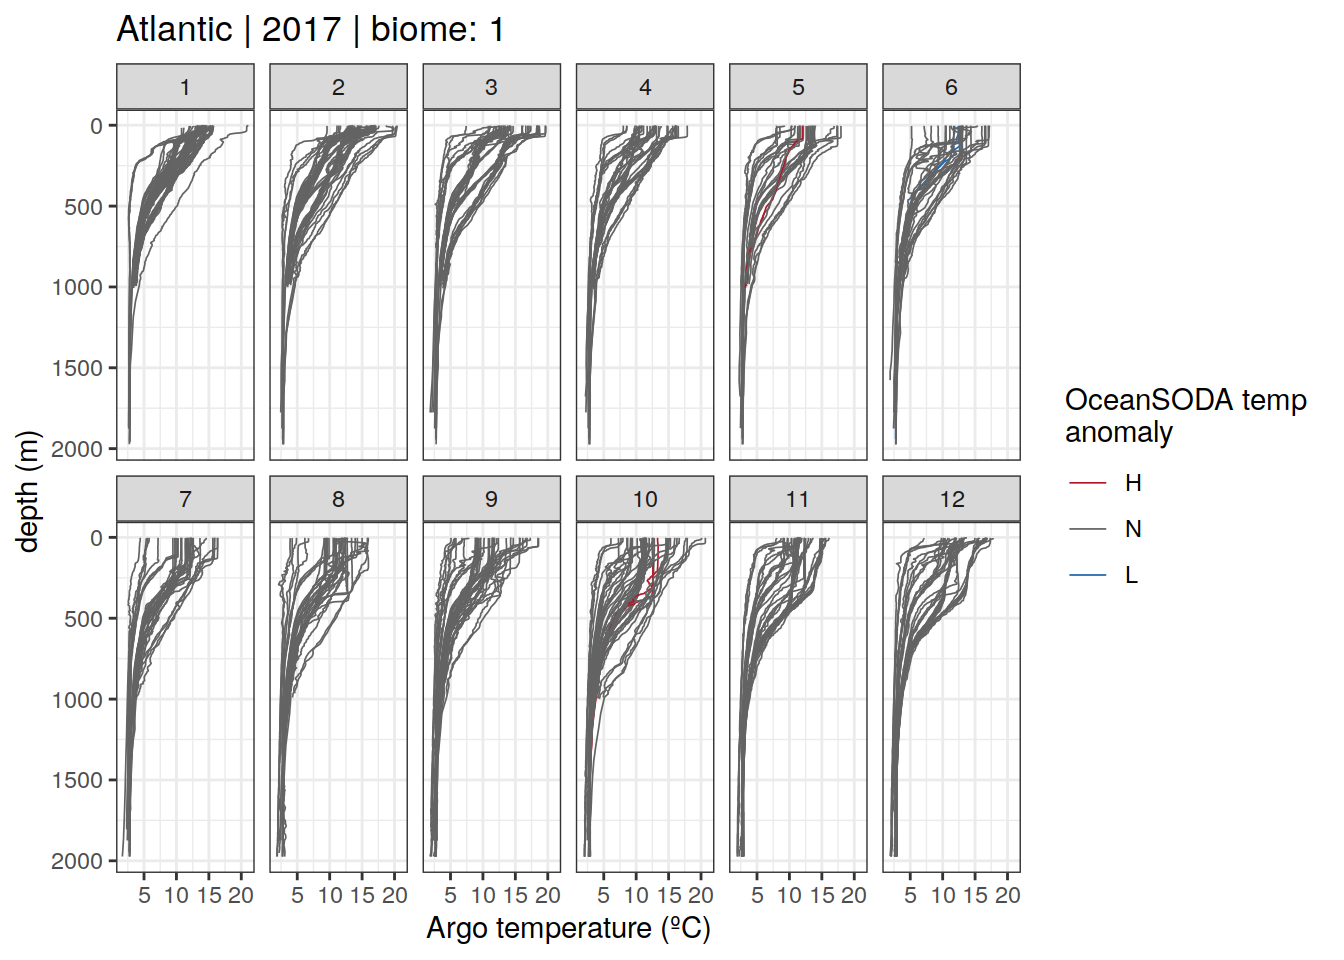 Atlantic | 2017 | biome: 1
1 2 3 4 5 6
0
500
1000
1500
2000
7 8 9 10 11 12
0
500
1000
1500
2000
5 10 15 20 5 10 15 20 5 10 15 20 5 10 15 20 5 10 15 20 5 10 15 20
Argo temperature (ºC)
depth (m)
OceanSODA temp
anomaly
H
N
L